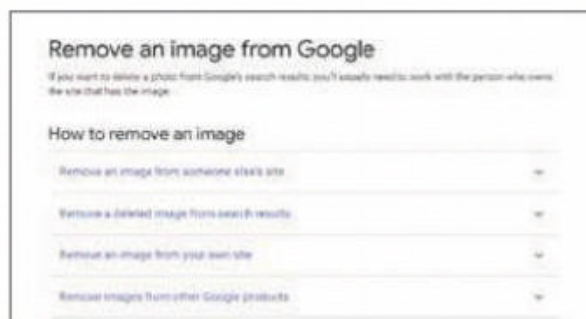 Remove an image from Google
If you want to delete a photo from Google's search results, you'll usually need to work with the person who owns
the site that has the image.
How to remove an image
Remove an image from someone else's site
Remove a deleted image from search results
Remove an image from your own site
Remove images from other Google products